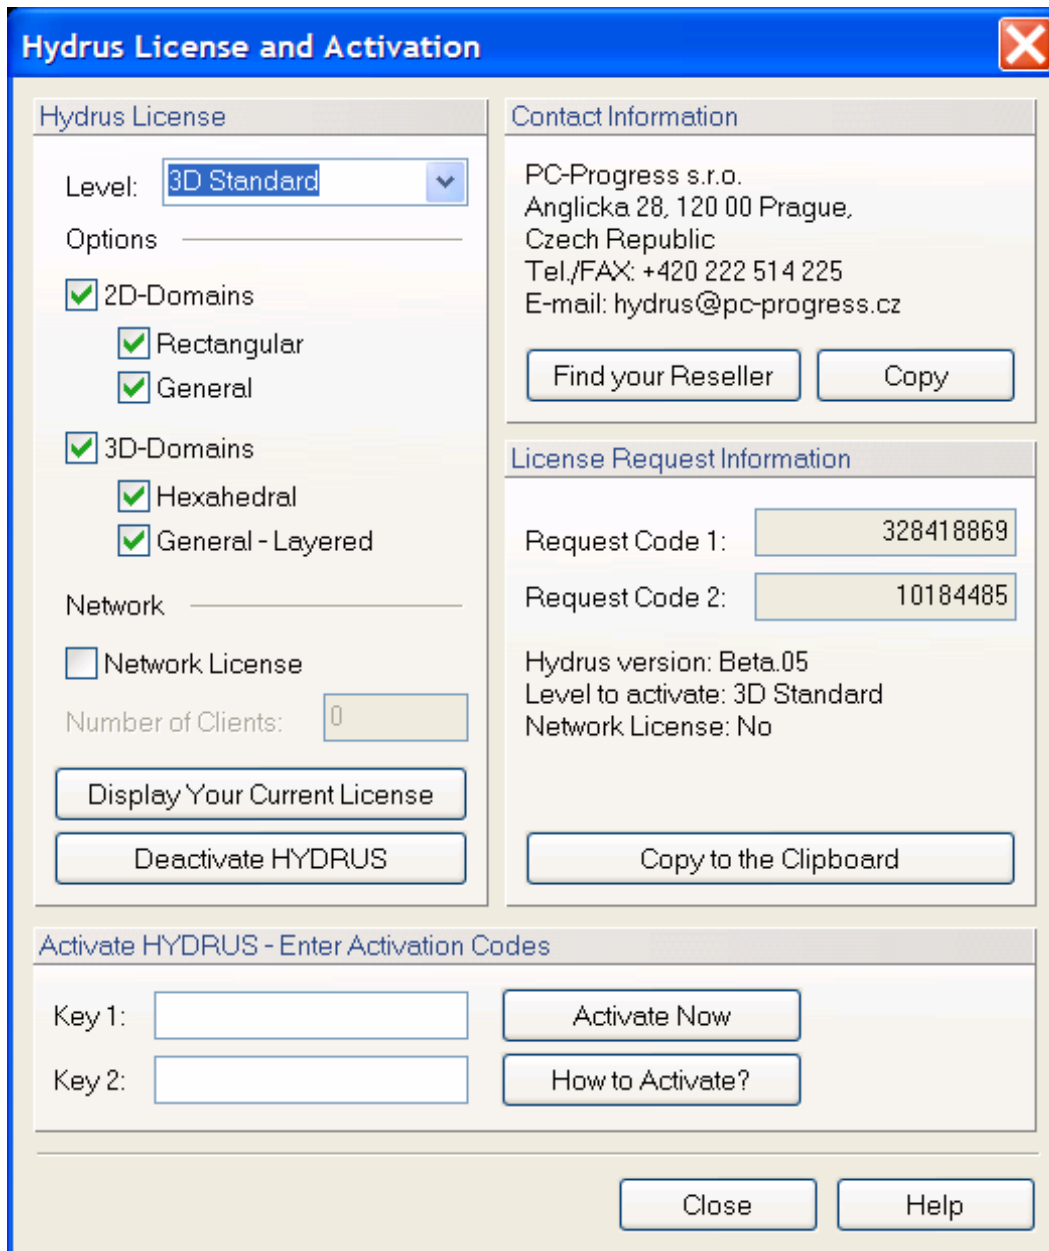 Hydrus License and Activation
Hydrus License
Level: 3D Standard
Options
2D-Domains
Rectangular
General
3D-Domains
Hexahedral
General - Layered
Network
Network License
Number of Clients: 0
Display Your Current License
Deactivate HYDRUS
Contact Information
PC-Progress s.r.o.
Anglicka 28, 120 00 Prague,
Czech Republic
Tel./FAX: +420 222 514 225
E-mail: hydrus@pc-progress.cz
Find your Reseller
Copy
License Request Information
Request Code 1: 328418869
Request Code 2: 10184485
Hydrus version: Beta.05
Level to activate: 3D Standard
Network License: No
Copy to the Clipboard
Activate HYDRUS - Enter Activation Codes
Key 1:
Activate Now
Key 2:
How to Activate?
Close
Help